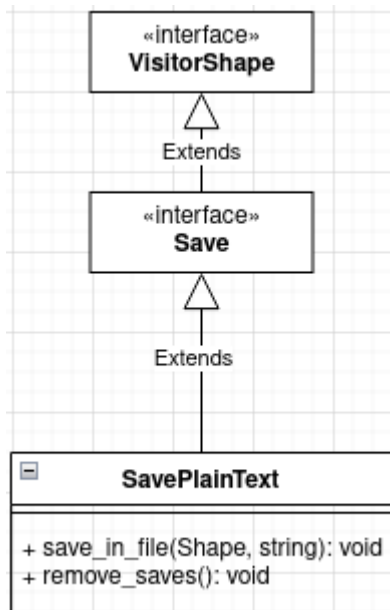 «interface»
VisitorShape
Extends
«interface»
Save
Extends
SavePlainText
+ save_in_file(Shape, string): void
+ remove_saves(): void